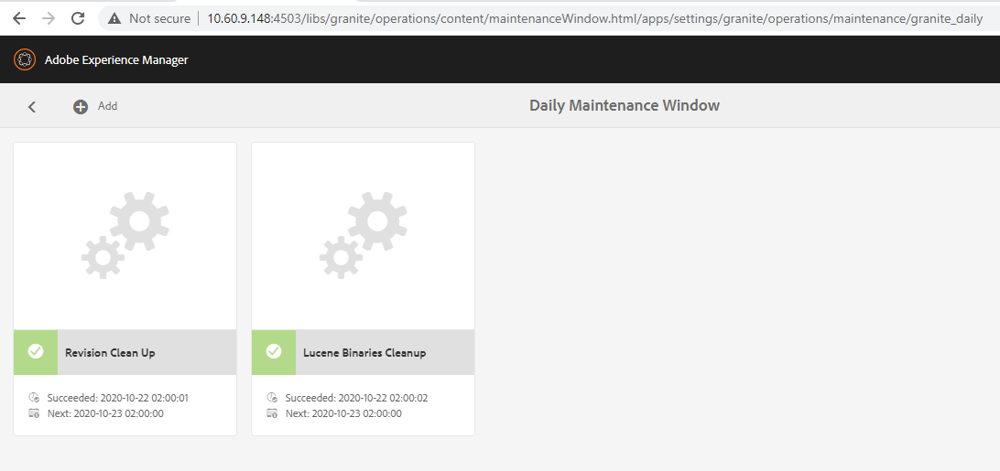 Not secure | 10.60.9.148:4503/libs/granite/operations/content/maintenanceWindow.html/apps/settings/granite/operations/maintenance/granite_daily
Adobe Experience Manager
Add
Daily Maintenance Window
Revision Clean Up
Succeeded: 2020-10-22 02:00:01
Next: 2020-10-23 02:00:00
Lucene Binaries Cleanup
Succeeded: 2020-10-22 02:00:02
Next: 2020-10-23 02:00:00